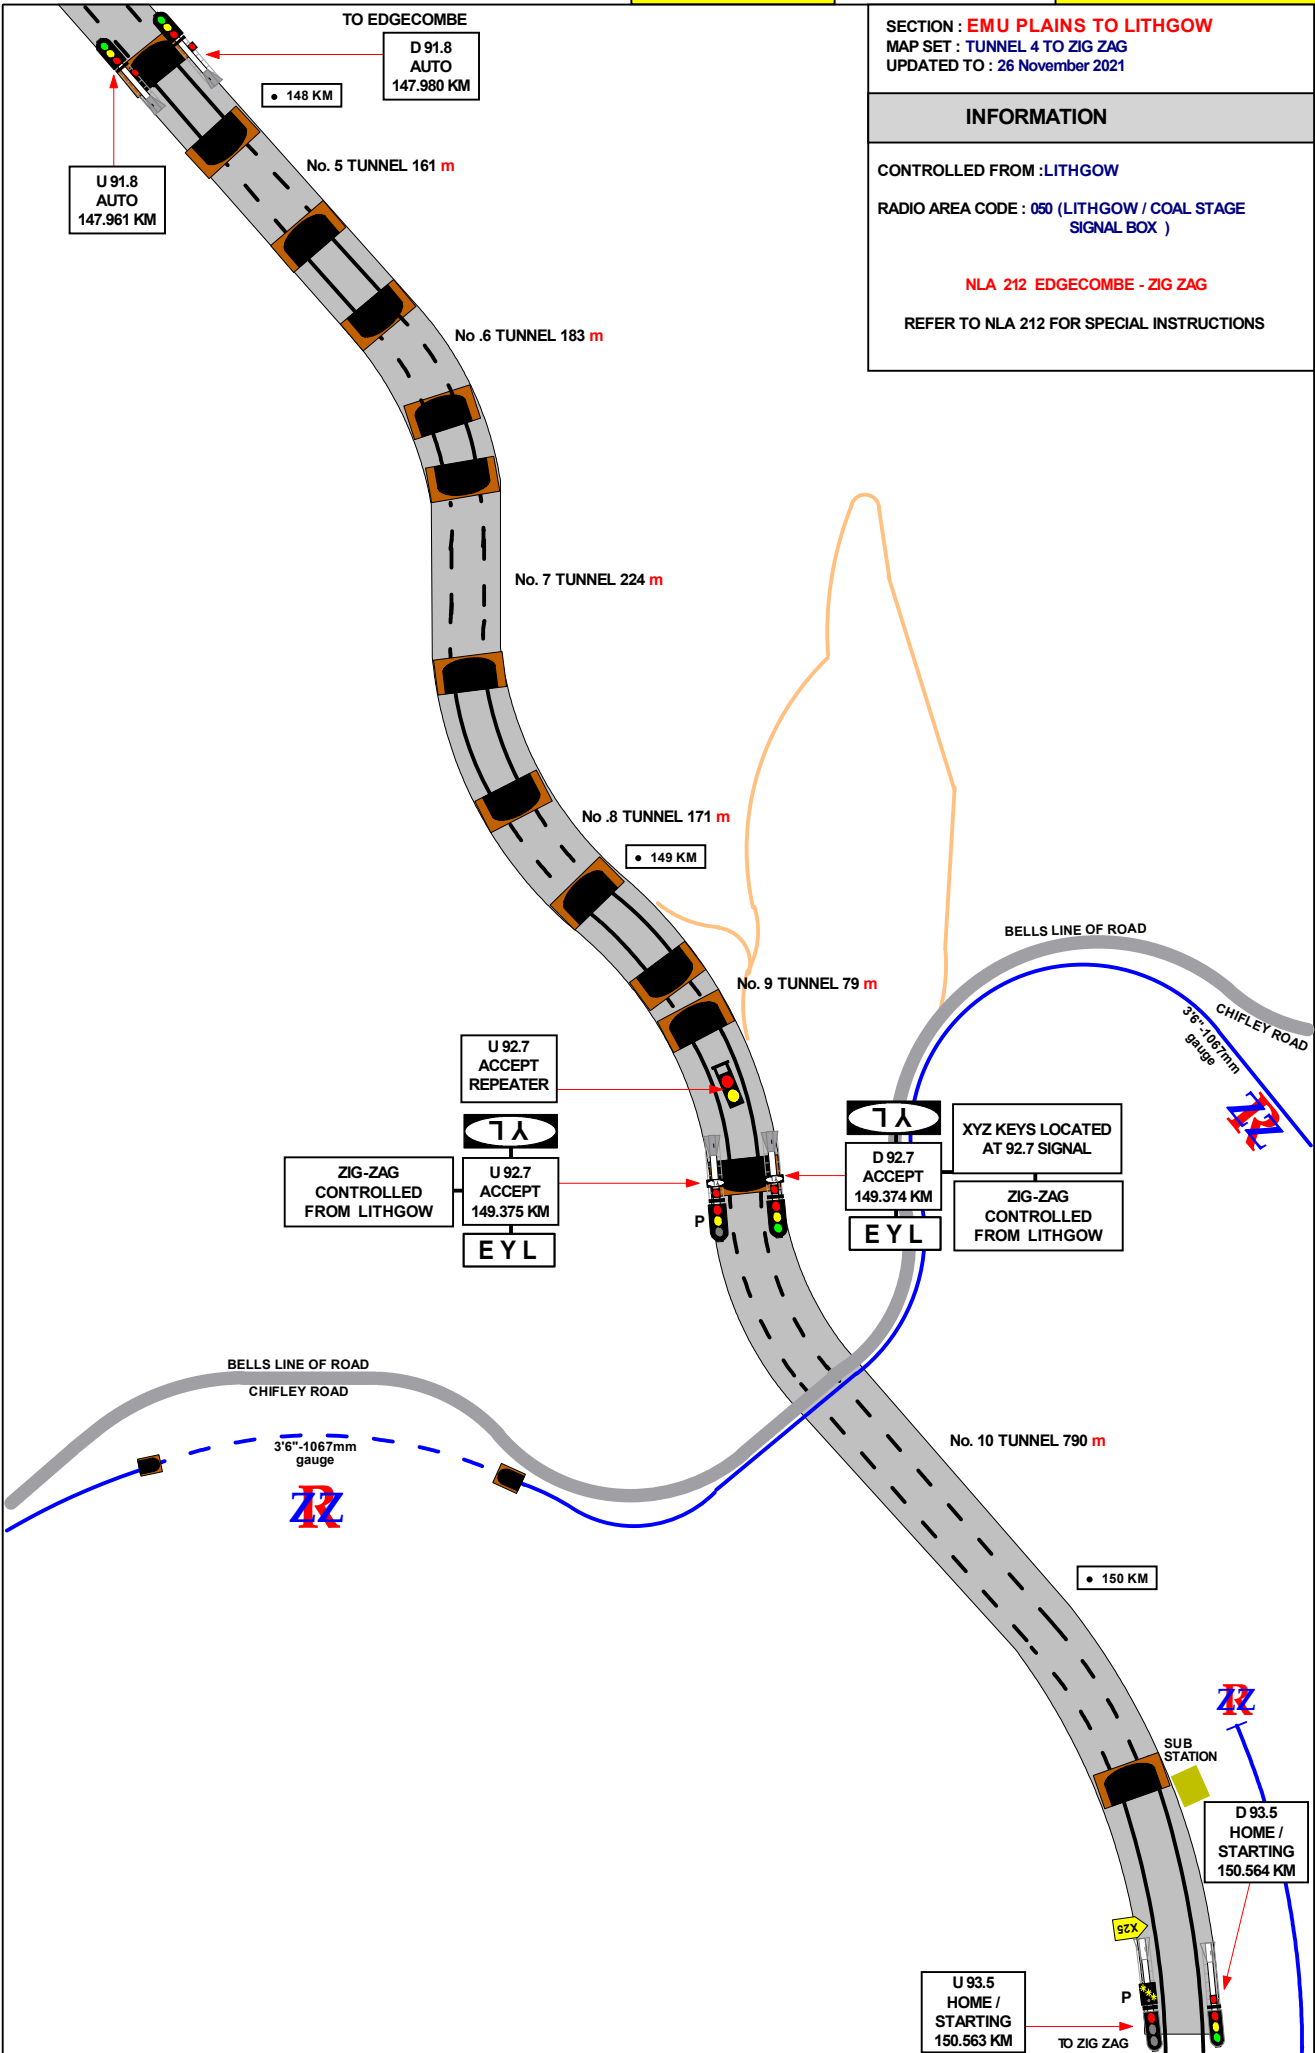 TO EDGECOMBE
D 91.8
AUTO
147.980 KM
SECTION : EMU PLAINS TO LITHGOW
MAP SET : TUNNEL 4 TO ZIG ZAG
UPDATED TO : 26 November 2021
INFORMATION
CONTROLLED FROM :LITHGOW
RADIO AREA CODE : 050 (LITHGOW / COAL STAGE
SIGNAL BOX )
NLA 212 EDGECOMBE - ZIG ZAG
REFER TO NLA 212 FOR SPECIAL INSTRUCTIONS
• 148 KM
No. 5 TUNNEL 161 m
U 91.8
AUTO
147.961 KM
No .6 TUNNEL 183 m
No. 7 TUNNEL 224 m
No .8 TUNNEL 171 m
• 149 KM
No. 9 TUNNEL 79 m
BELLS LINE OF ROAD
CHIFLEY ROAD
3'6"-1067mm
gauge
ZRZ
U 92.7
ACCEPT
REPEATER
YL
ZIG-ZAG
CONTROLLED
FROM LITHGOW
U 92.7
ACCEPT
149.375 KM
E Y L
P
YL
D 92.7
ACCEPT
149.374 KM
E Y L
XYZ KEYS LOCATED
AT 92.7 SIGNAL
ZIG-ZAG
CONTROLLED
FROM LITHGOW
BELLS LINE OF ROAD
CHIFLEY ROAD
3'6"-1067mm
gauge
ZRZ
No. 10 TUNNEL 790 m
• 150 KM
ZRZ
SUB
STATION
D 93.5
HOME /
STARTING
150.564 KM
X25
P
U 93.5
HOME /
STARTING
150.563 KM
TO ZIG ZAG